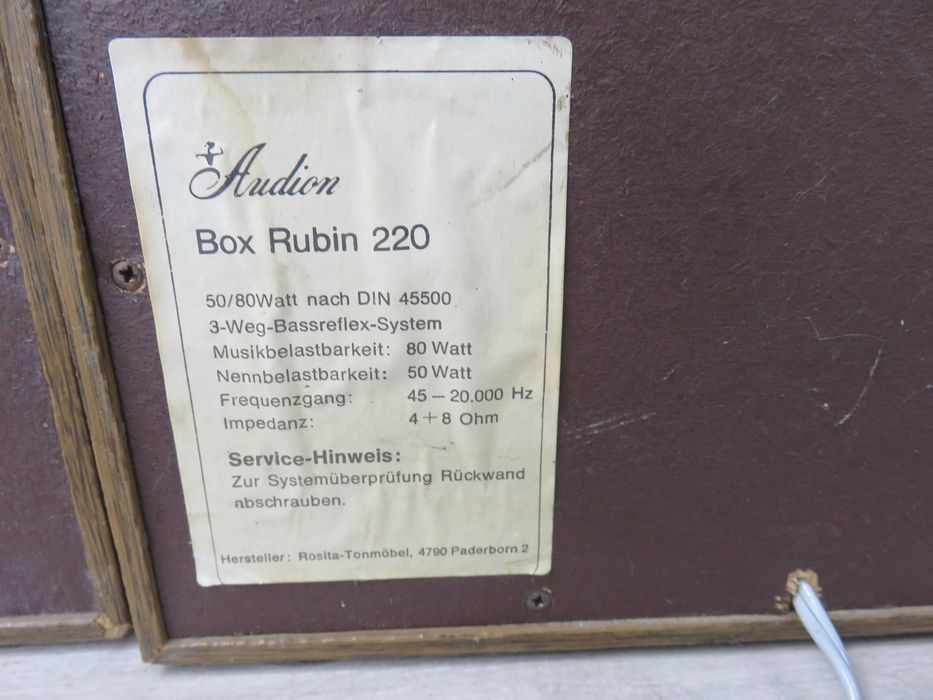 Audion
Box Rubin 220
50/80Watt nach DIN 45500
3-Weg-Bassreflex-System
Musikbelastbarkeit: 80 Watt
Nennbelastbarkeit: 50 Watt
Frequenzgang: 45 – 20.000 Hz
Impedanz: 4+8 Ohm
Service-Hinweis:
Zur Systemüberprüfung Rückwand
abschrauben.
Hersteller: Rosita-Tonmöbel, 4790 Paderborn 2